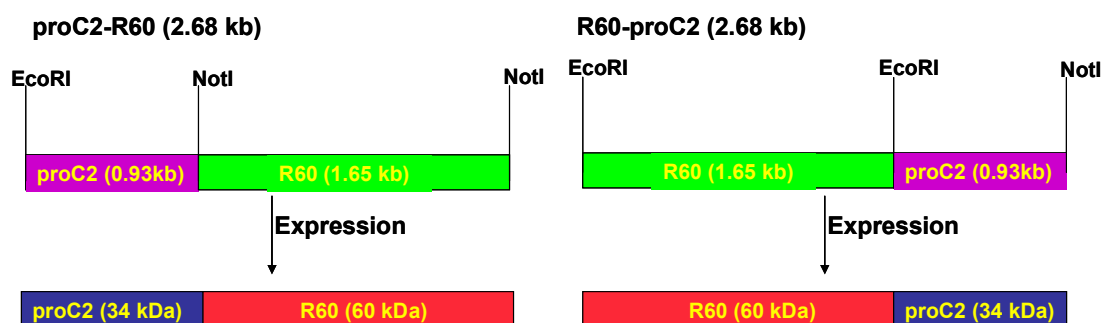 proC2-R60 (2.68 kb)
EcoRI NotI NotI
proC2 (0.93kb) R60 (1.65 kb)
Expression
proC2 (34 kDa) R60 (60 kDa)
R60-proC2 (2.68 kb)
EcoRI EcoRI NotI
R60 (1.65 kb) proC2 (0.93kb)
Expression
R60 (60 kDa) proC2 (34 kDa)